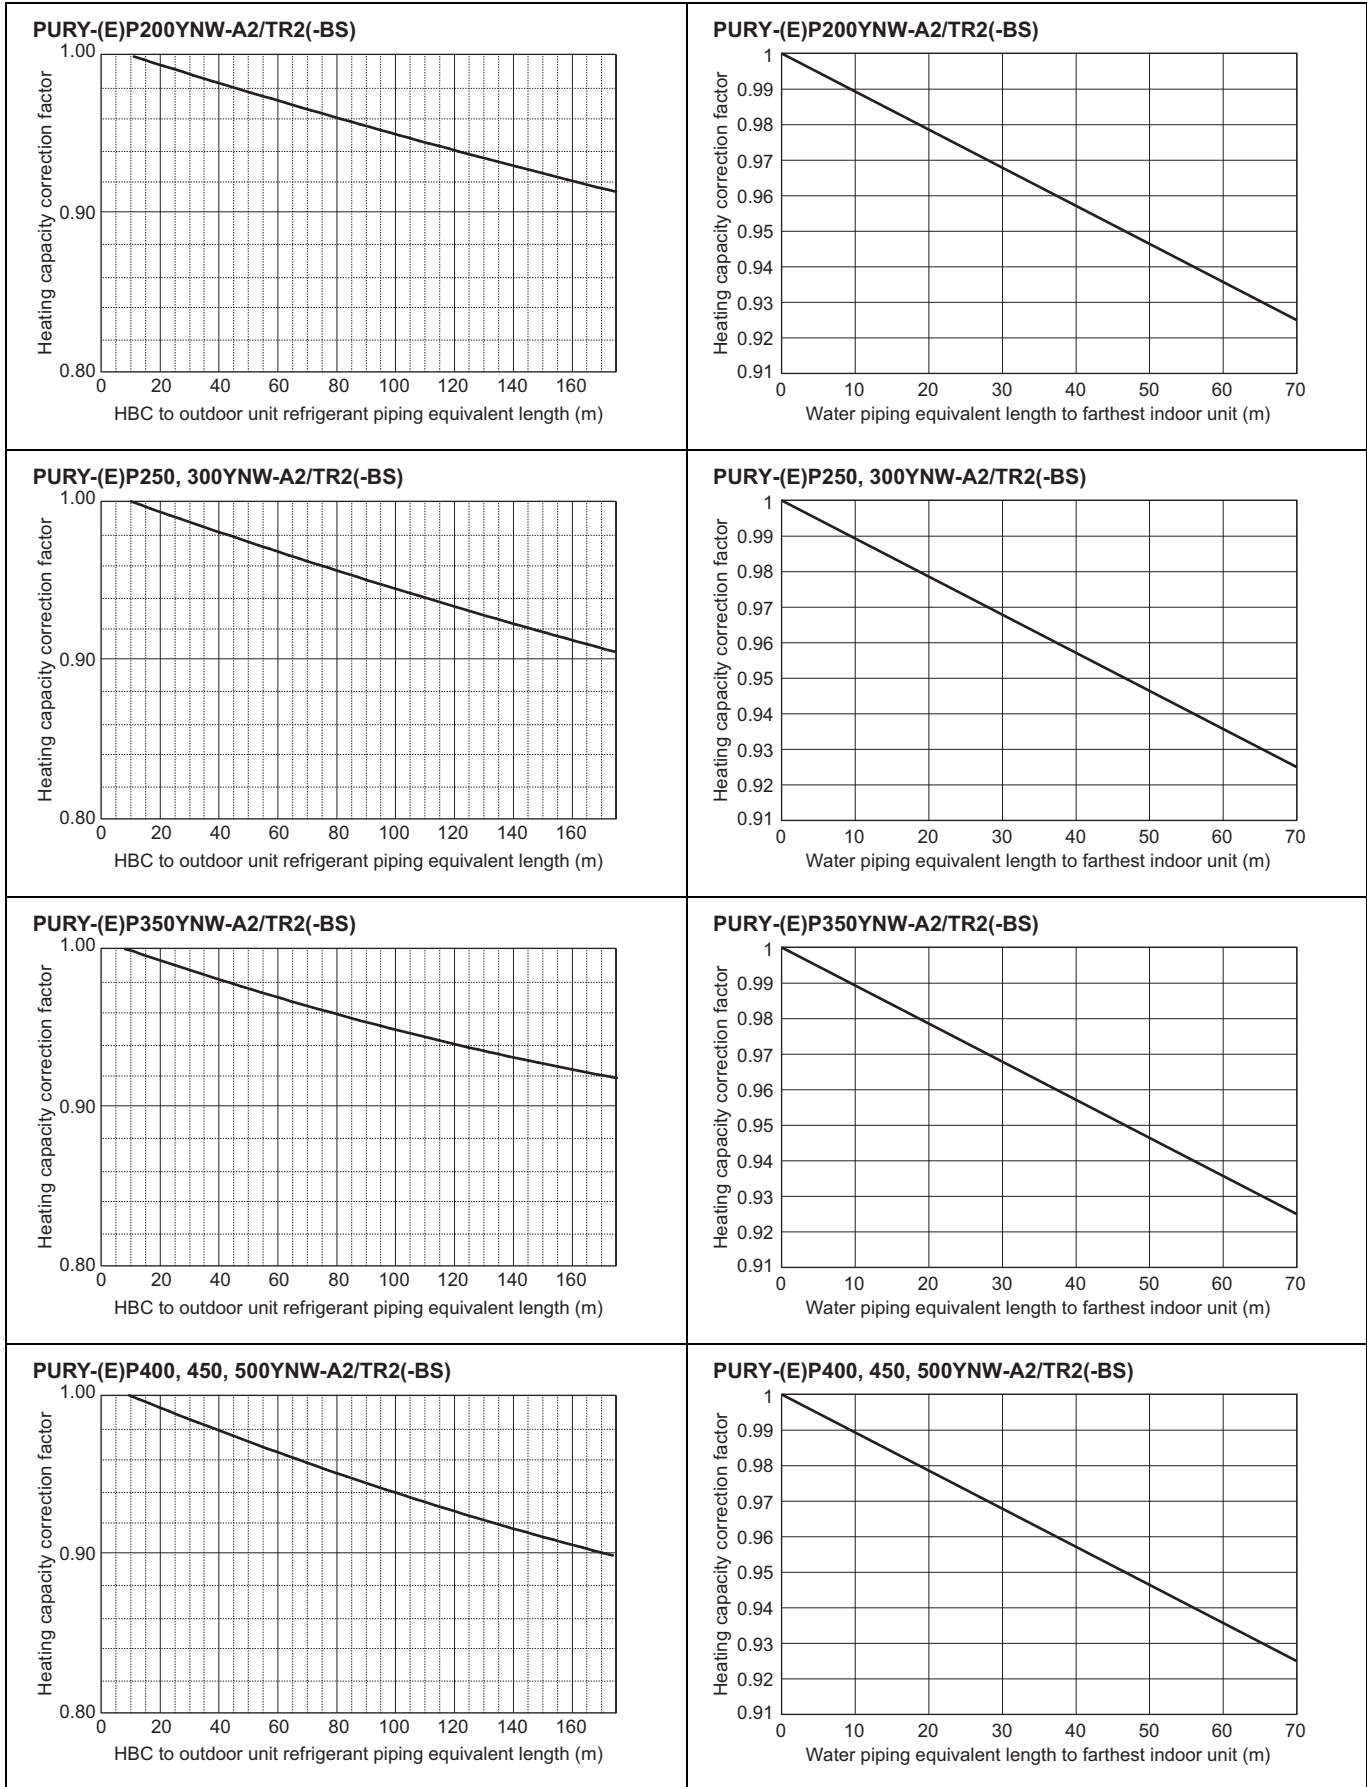 PURY-(E)P200YNW-A2/TR2(-BS)
Heating capacity correction factor
1.00
0.90
0.80
0 20 40 60 80 100 120 140 160
HBC to outdoor unit refrigerant piping equivalent length (m)
PURY-(E)P200YNW-A2/TR2(-BS)
Heating capacity correction factor
1
0.99
0.98
0.97
0.96
0.95
0.94
0.93
0.92
0.91
0 10 20 30 40 50 60 70
Water piping equivalent length to farthest indoor unit (m)
PURY-(E)P250, 300YNW-A2/TR2(-BS)
Heating capacity correction factor
1.00
0.90
0.80
0 20 40 60 80 100 120 140 160
HBC to outdoor unit refrigerant piping equivalent length (m)
PURY-(E)P250, 300YNW-A2/TR2(-BS)
Heating capacity correction factor
1
0.99
0.98
0.97
0.96
0.95
0.94
0.93
0.92
0.91
0 10 20 30 40 50 60 70
Water piping equivalent length to farthest indoor unit (m)
PURY-(E)P350YNW-A2/TR2(-BS)
Heating capacity correction factor
1.00
0.90
0.80
0 20 40 60 80 100 120 140 160
HBC to outdoor unit refrigerant piping equivalent length (m)
PURY-(E)P350YNW-A2/TR2(-BS)
Heating capacity correction factor
1
0.99
0.98
0.97
0.96
0.95
0.94
0.93
0.92
0.91
0 10 20 30 40 50 60 70
Water piping equivalent length to farthest indoor unit (m)
PURY-(E)P400, 450, 500YNW-A2/TR2(-BS)
Heating capacity correction factor
1.00
0.90
0.80
0 20 40 60 80 100 120 140 160
HBC to outdoor unit refrigerant piping equivalent length (m)
PURY-(E)P400, 450, 500YNW-A2/TR2(-BS)
Heating capacity correction factor
1
0.99
0.98
0.97
0.96
0.95
0.94
0.93
0.92
0.91
0 10 20 30 40 50 60 70
Water piping equivalent length to farthest indoor unit (m)